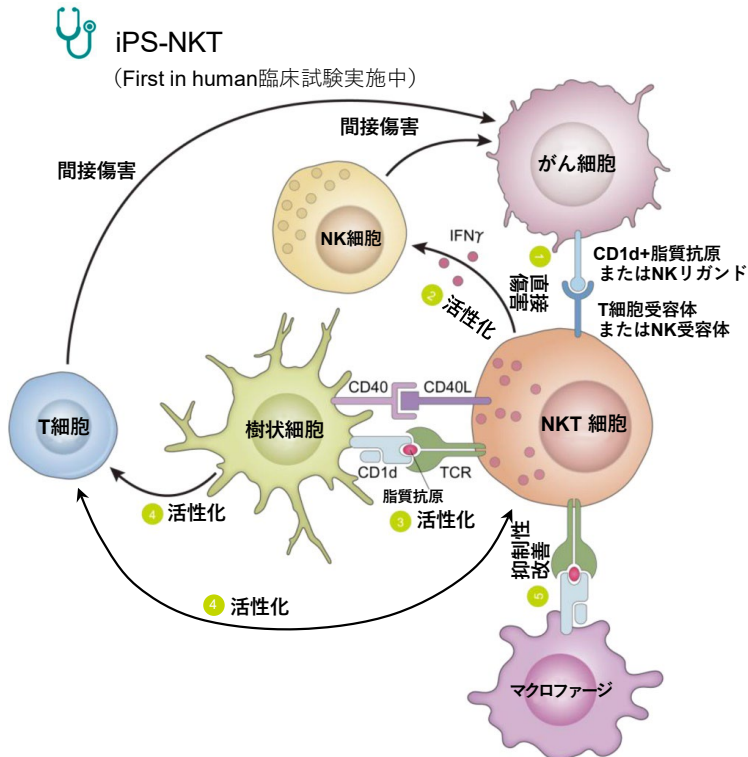 iPS-NKT
（First in human臨床試験実施中）
間接傷害
間接傷害
がん細胞
NK細胞
IFNγ
1
直接
傷害
CD1d+脂質抗原
またはNKリガンド
T細胞受容体
またはNK受容体
2 活性化
CD40
CD40L
T細胞
樹状細胞
NKT 細胞
CD1d
TCR
脂質抗原
3 活性化
4 活性化
4 活性化
抑制性
改善
5
マクロファージ